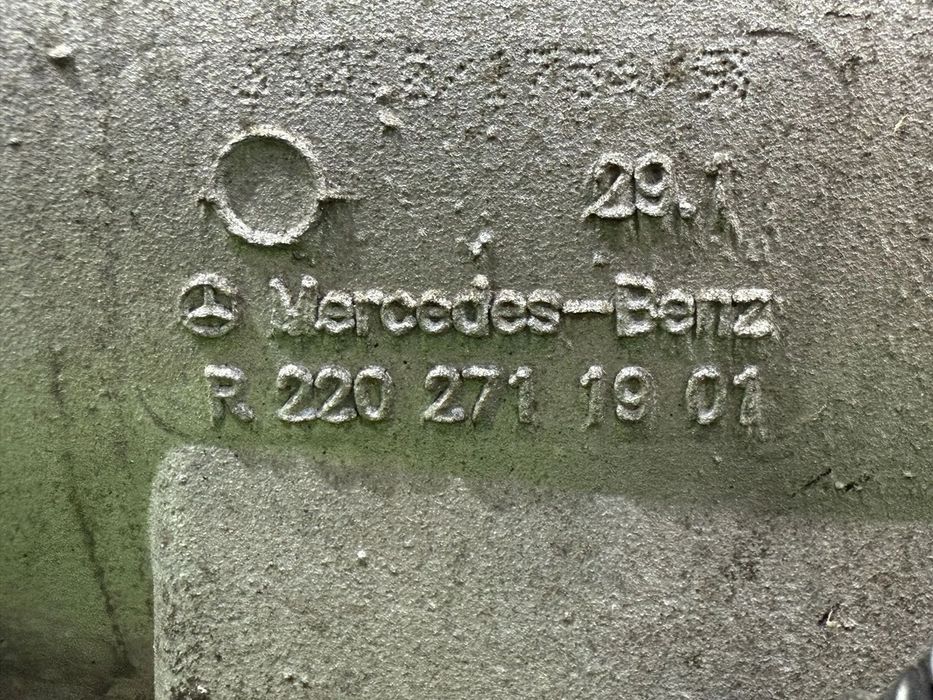 29.1
Mercedes-Benz
R 220 271 19 01